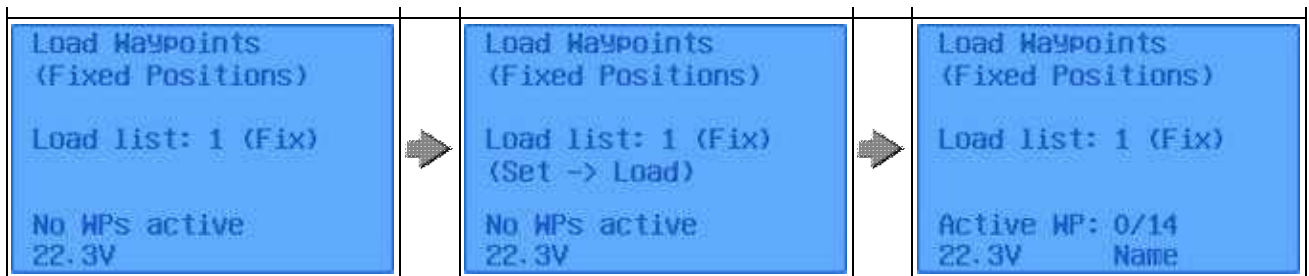 Load Waypoints
(Fixed Positions)
Load list: 1 (Fix)
No WPs active
22.3V
Load Waypoints
(Fixed Positions)
Load list: 1 (Fix)
(Set -> Load)
No WPs active
22.3V
Load Waypoints
(Fixed Positions)
Load list: 1 (Fix)
Active WP: 0/14
22.3V Name